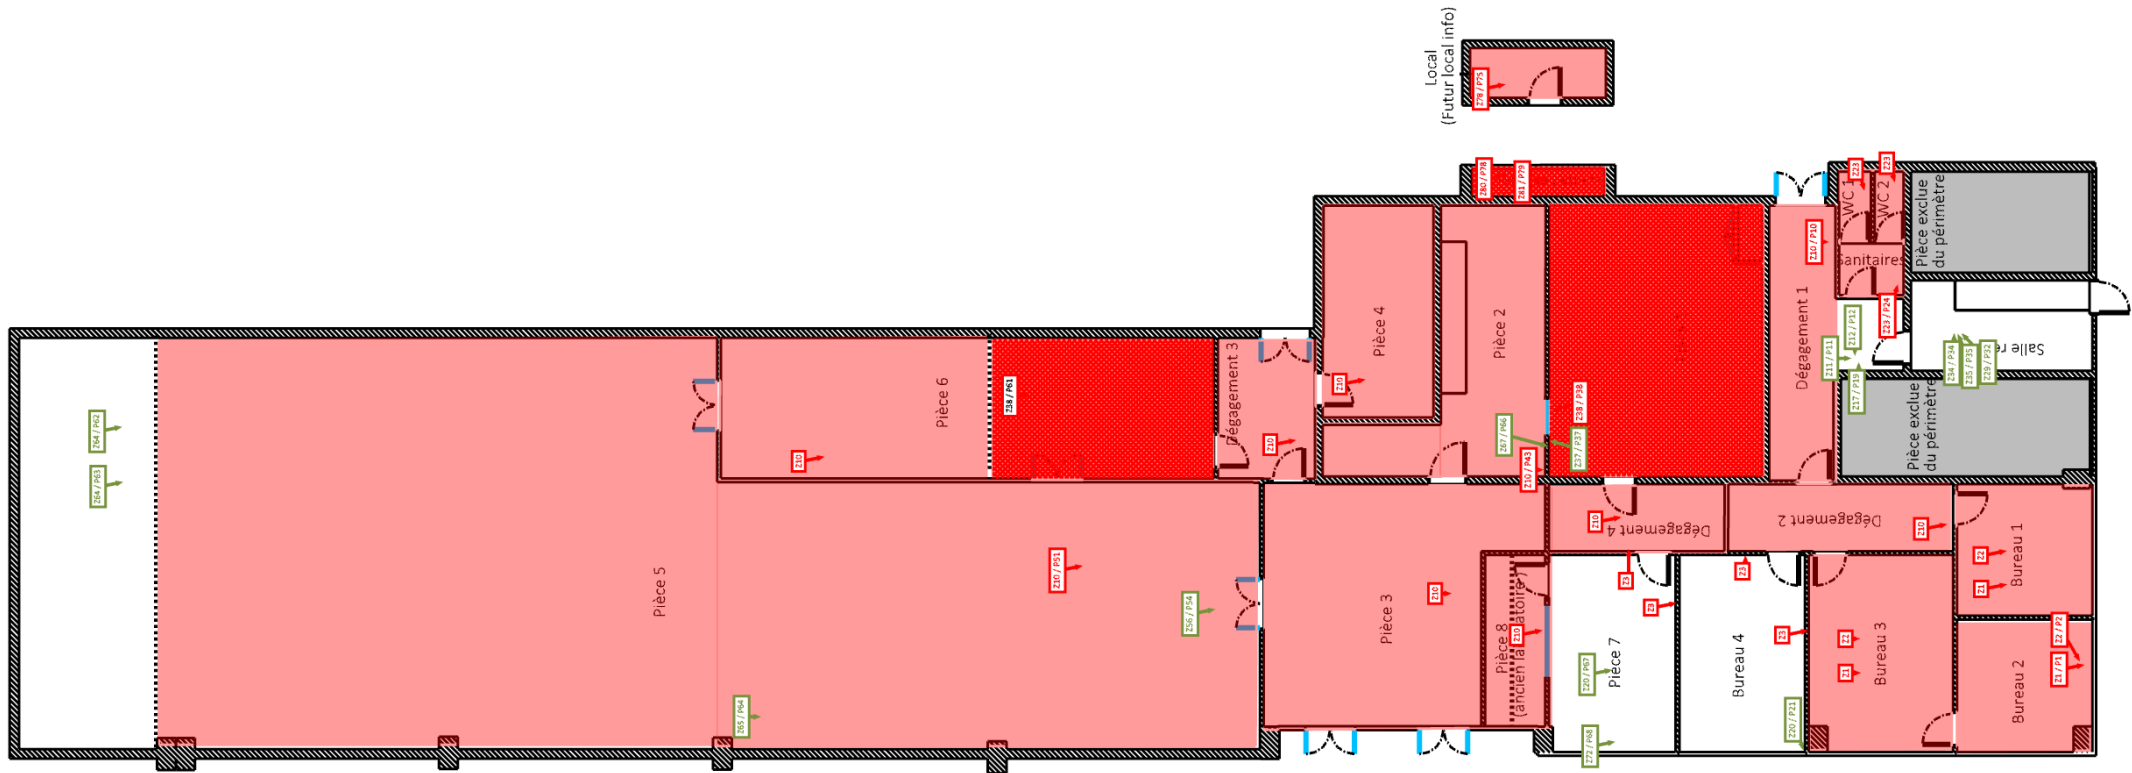 Local
(Futur local info)
Z78 / P75
Z80 / P78
Z81 / P79
WC 1
Z23
WC 2
Z23
Pièce exclue
du périmètre
Z10 / P10
Sanitaires
Z23 / P24
Dégagement 1
Z11 / P11
Z12 / P12
Z17 / P19
Z34 / P34
Z35 / P35
Z29 / P32
Salle re
Pièce exclue
du périmètre
Pièce 4
Z10
Pièce 2
Z67 / P66
Z37 / P37
Z38 / P38
Z10 / P43
Dégagement 3
Z10
Z38 / P61
Pièce 6
Z10
Z64 / P62
Z64 / P63
Pièce 5
Z10 / P51
Z56 / P54
Z65 / P64
Pièce 3
Z10
Pièce 8
Z10
Dégagement 4
Z10
Dégagement 2
Z10
Z3
Z3
Z3
Z3
Pièce 7
Z20 / P67
Z72 / P68
Bureau 4
Z20 / P21
Bureau 3
Z2
Z1
Bureau 1
Z2
Z1
Bureau 2
Z2 / P2
Z1 / P1